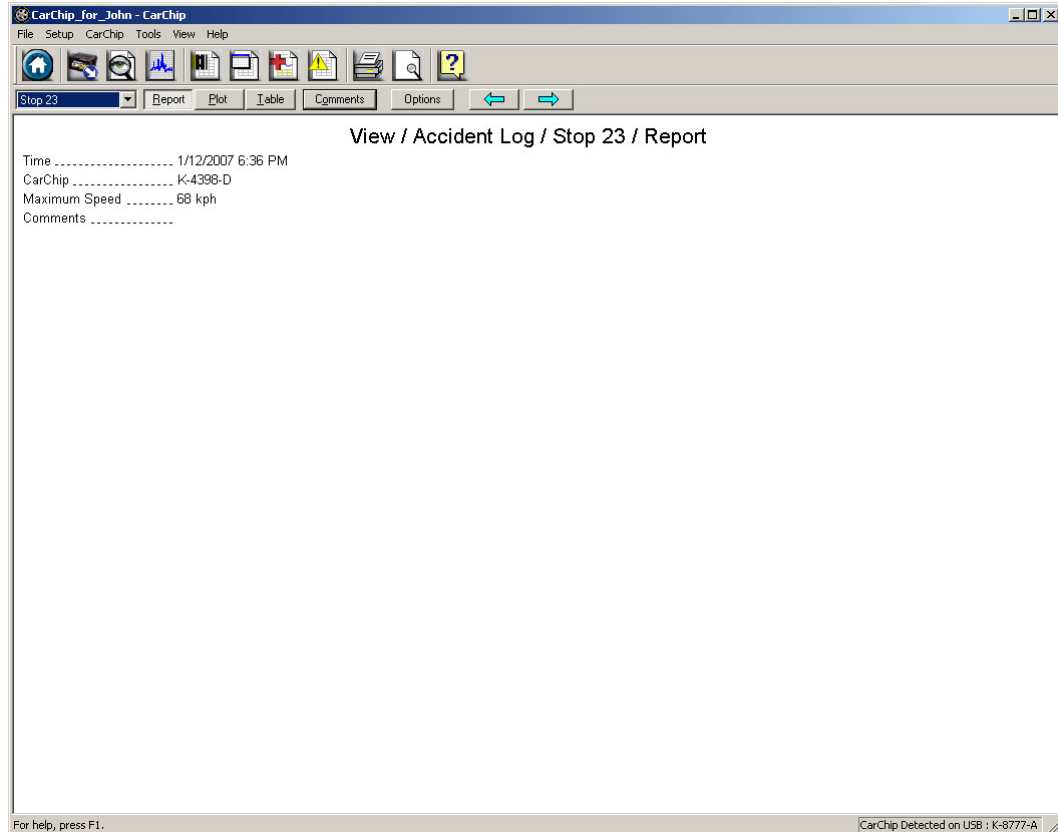 CarChip_for_John - CarChip
File Setup CarChip Tools View Help
Stop 23 Report Plot Table Comments Options
View / Accident Log / Stop 23 / Report
Time .................... 1/12/2007 6:36 PM
CarChip ................. K-4398-D
Maximum Speed ........ 68 kph
Comments ..............
For help, press F1. CarChip Detected on USB : K-8777-A